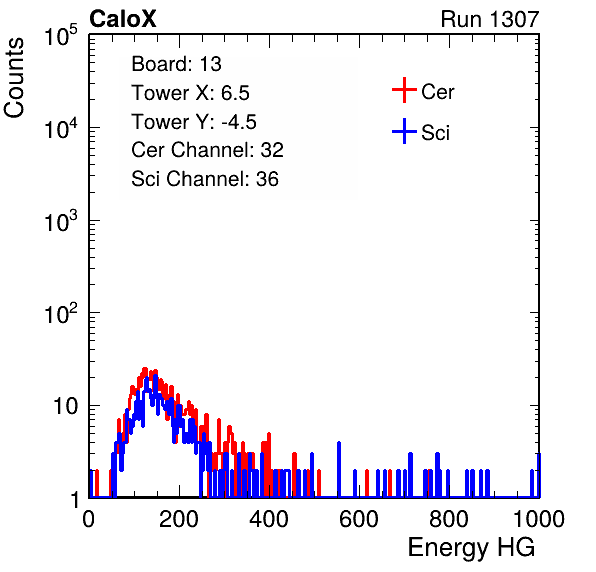 CaloX Run 1307
Counts
Board: 13
Tower X: 6.5
Tower Y: -4.5
Cer Channel: 32
Sci Channel: 36
Cer
Sci
10^5
10^4
10^3
10^2
10
1
0 200 400 600 800 1000
Energy HG